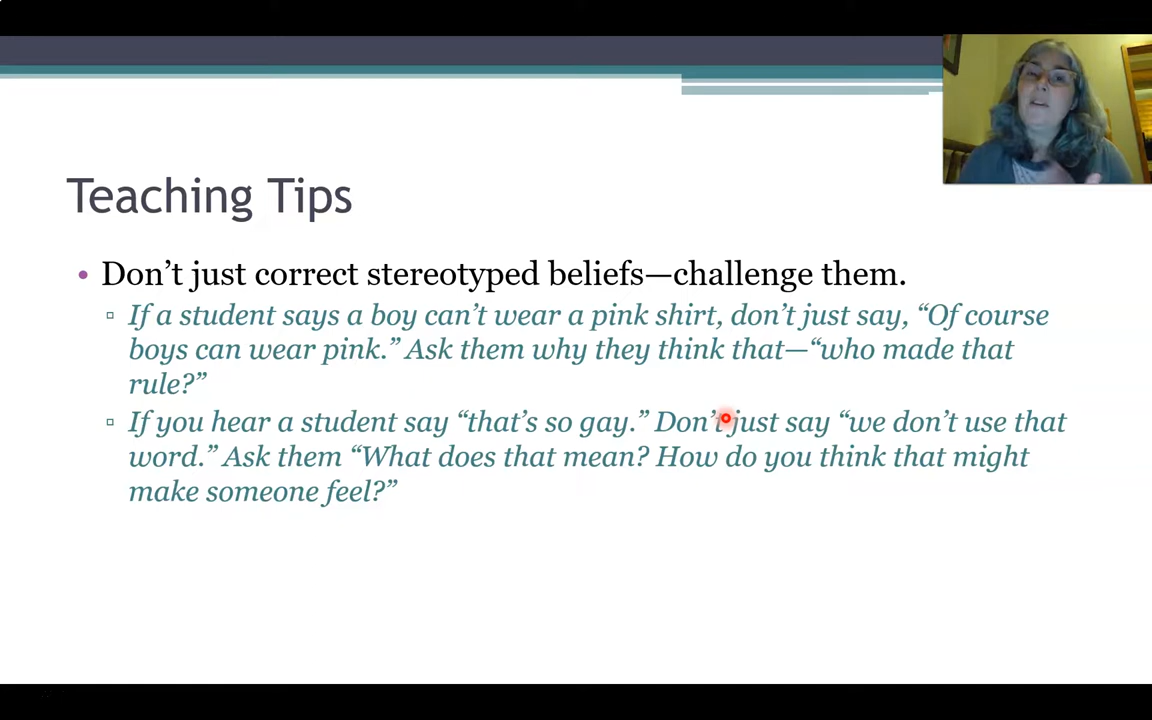 Teaching Tips
• Don’t just correct stereotyped beliefs—challenge them.
▫ If a student says a boy can’t wear a pink shirt, don’t just say, “Of course
boys can wear pink.” Ask them why they think that—“who made that
rule?”
▫ If you hear a student say “that’s so gay.” Don’t just say “we don’t use that
word.” Ask them “What does that mean? How do you think that might
make someone feel?”